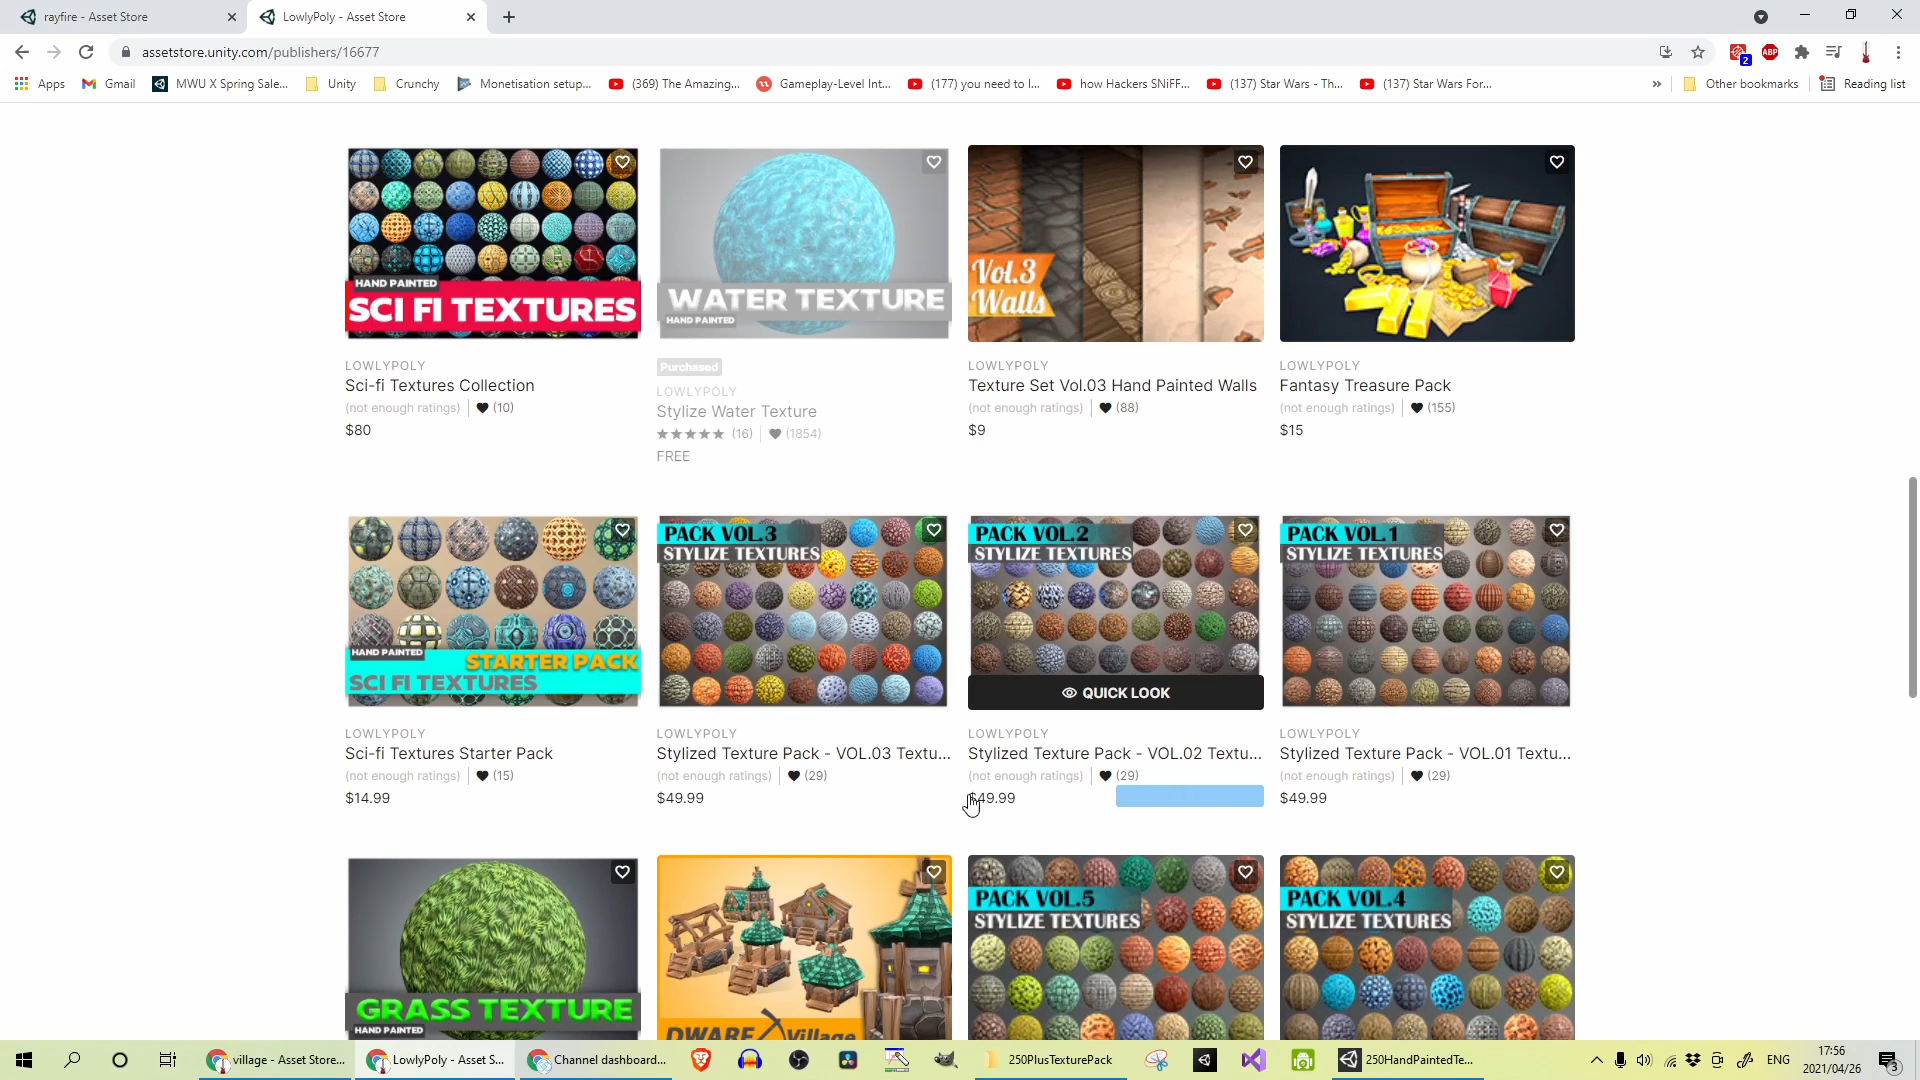 rayfire - Asset Store
LowlyPoly - Asset Store
assetstore.unity.com/publishers/16677
2
ABP
Apps
Gmail
MWU X Spring Sale...
Unity
Crunchy
Monetisation setup...
(369) The Amazing...
Gameplay-Level Int...
(177) you need to l...
how Hackers SNiFF...
(137) Star Wars - Th...
(137) Star Wars For...
»
Other bookmarks
Reading list
HAND PAINTED
SCI FI TEXTURES
WATER TEXTURE
HAND PAINTED
Vol.3
Walls
LOWLYPOLY
Sci-fi Textures Collection
(not enough ratings) (10)
$80
Purchased
LOWLYPOLY
Stylize Water Texture
(16) (1854)
FREE
LOWLYPOLY
Texture Set Vol.03 Hand Painted Walls
(not enough ratings) (88)
$9
LOWLYPOLY
Fantasy Treasure Pack
(not enough ratings) (155)
$15
HAND PAINTED
STARTER PACK
SCI FI TEXTURES
PACK VOL.3
STYLIZE TEXTURES
PACK VOL.2
STYLIZE TEXTURES
QUICK LOOK
PACK VOL.1
STYLIZE TEXTURES
LOWLYPOLY
Sci-fi Textures Starter Pack
(not enough ratings) (15)
$14.99
LOWLYPOLY
Stylized Texture Pack - VOL.03 Textu...
(not enough ratings) (29)
$49.99
LOWLYPOLY
Stylized Texture Pack - VOL.02 Textu...
(not enough ratings) (29)
$49.99
LOWLYPOLY
Stylized Texture Pack - VOL.01 Textu...
(not enough ratings) (29)
$49.99
GRASS TEXTURE
HAND PAINTED
DWARF Village
PACK VOL.5
STYLIZE TEXTURES
PACK VOL.4
STYLIZE TEXTURES
village - Asset Store...
LowlyPoly - Asset S...
Channel dashboard...
250PlusTexturePack
250HandPaintedTe...
ENG
17:56
2021/04/26
3